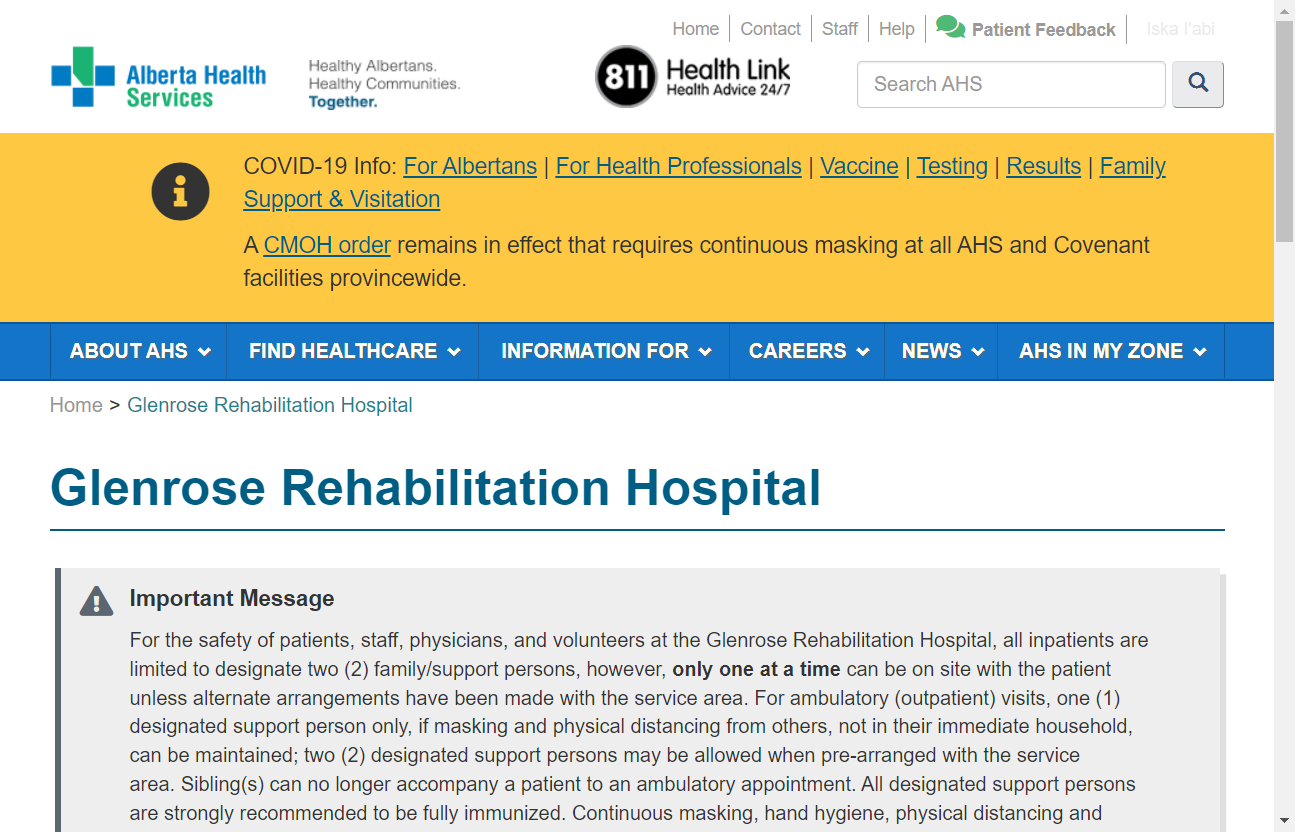 Home Contact Staff Help Patient Feedback Iska l'abi
Alberta Health Services
Healthy Albertans.
Healthy Communities.
Together.
811 Health Link
Health Advice 24/7
Search AHS
COVID-19 Info: For Albertans | For Health Professionals | Vaccine | Testing | Results | Family
Support & Visitation
A CMOH order remains in effect that requires continuous masking at all AHS and Covenant
facilities provincewide.
ABOUT AHS FIND HEALTHCARE INFORMATION FOR CAREERS NEWS AHS IN MY ZONE
Home > Glenrose Rehabilitation Hospital
Glenrose Rehabilitation Hospital
Important Message
For the safety of patients, staff, physicians, and volunteers at the Glenrose Rehabilitation Hospital, all inpatients are
limited to designate two (2) family/support persons, however, only one at a time can be on site with the patient
unless alternate arrangements have been made with the service area. For ambulatory (outpatient) visits, one (1)
designated support person only, if masking and physical distancing from others, not in their immediate household,
can be maintained; two (2) designated support persons may be allowed when pre-arranged with the service
area. Sibling(s) can no longer accompany a patient to an ambulatory appointment. All designated support persons
are strongly recommended to be fully immunized. Continuous masking, hand hygiene, physical distancing and